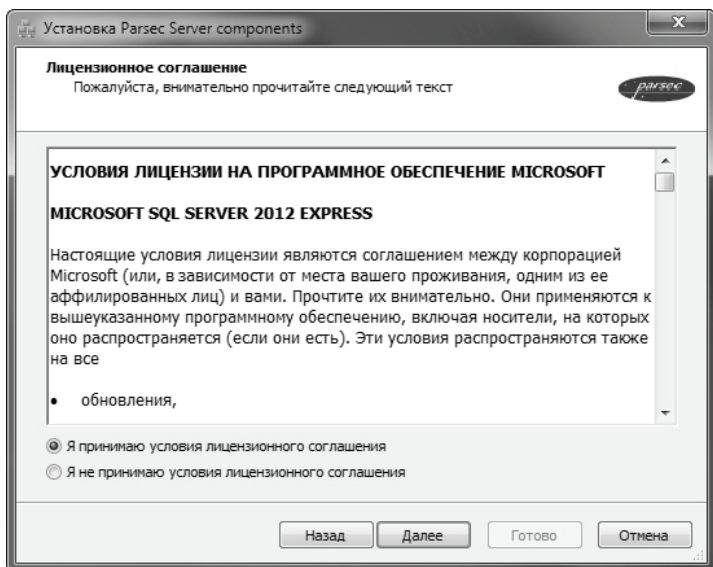 Установка Parsec Server components
Лицензионное соглашение
Пожалуйста, внимательно прочитайте следующий текст
parsec
УСЛОВИЯ ЛИЦЕНЗИИ НА ПРОГРАММНОЕ ОБЕСПЕЧЕНИЕ MICROSOFT
MICROSOFT SQL SERVER 2012 EXPRESS
Настоящие условия лицензии являются соглашением между корпорацией
Microsoft (или, в зависимости от места вашего проживания, одним из ее
аффилированных лиц) и вами. Прочтите их внимательно. Они применяются к
вышеуказанному программному обеспечению, включая носители, на которых
оно распространяется (если они есть). Эти условия распространяются также
на все
• обновления,
Я принимаю условия лицензионного соглашения
Я не принимаю условия лицензионного соглашения
Назад Далее Готово Отмена